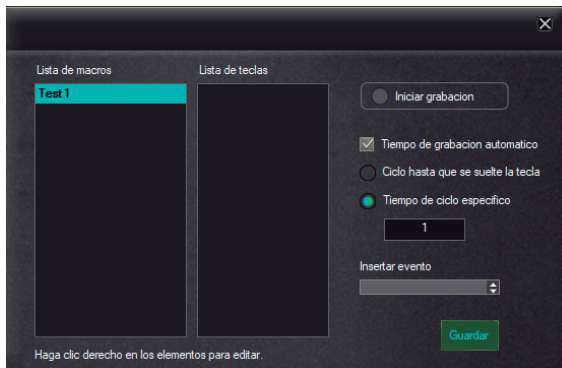 Lista de macros
Lista de teclas
Test 1
Iniciar grabacion
Tiempo de grabacion automatico
Ciclo hasta que se suelte la tecla
Tiempo de ciclo especifico
1
Insertar evento
Guardar
Haga clic derecho en los elementos para editar.